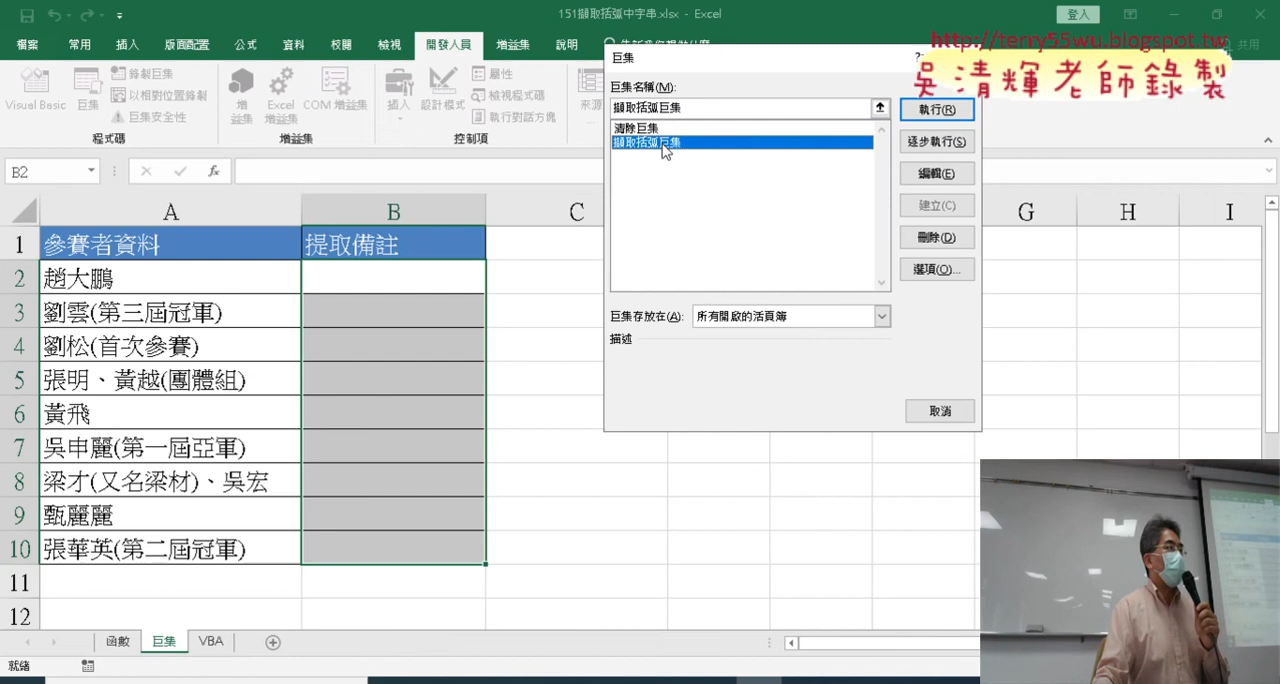 151擷取括弧中字串.xlsx - Excel
登入
檔案 常用 插入 版面配置 公式 資料 校閱 檢視 開發人員 增益集 說明
http://terry55wu.blogspot.tw
吳清輝老師錄製
共用
Visual Basic 巨集 錄製巨集 以相對位置錄製 巨集安全性
程式碼
增益集 Excel 增益集 COM 增益集
增益集
插入 設計模式 屬性 檢視程式碼 執行對話方塊
控制項
來源
巨集
巨集名稱(M):
擷取括弧巨集
清除巨集
擷取括弧巨集
執行(R)
逐步執行(S)
編輯(E)
建立(C)
刪除(D)
選項(O)...
巨集存放在(A): 所有開啟的活頁簿
描述
取消
B2 fx
A B C G H I
1 參賽者資料 提取備註
2 趙大鵬
3 劉雲(第三屆冠軍)
4 劉松(首次參賽)
5 張明、黃越(團體組)
6 黃飛
7 吳申麗(第一屆亞軍)
8 梁才(又名梁材)、吳宏
9 甄麗麗
10 張華英(第二屆冠軍)
11
12
函數 巨集 VBA
就緒